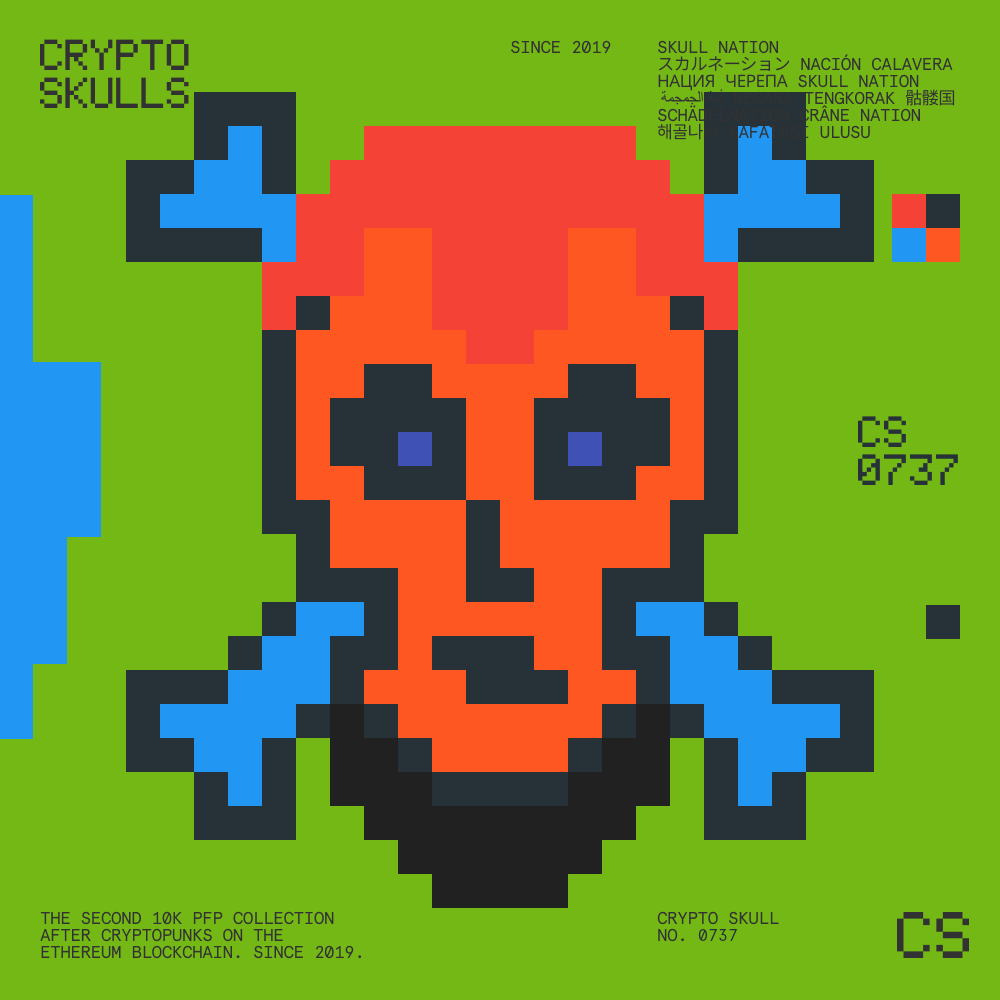 CRYPTO
SKULLS
SINCE 2019
SKULL NATION
スカルネーション NACIÓN CALAVERA
НАЦИЯ ЧЕРЕПА SKULL NATION
الجمجمة TENGKORAK 骷髅国
CRÂNE NATION
ULUSU
CS
0737
THE SECOND 10K PFP COLLECTION
AFTER CRYPTOPUNKS ON THE
ETHEREUM BLOCKCHAIN. SINCE 2019.
CRYPTO SKULL
NO. 0737
CS